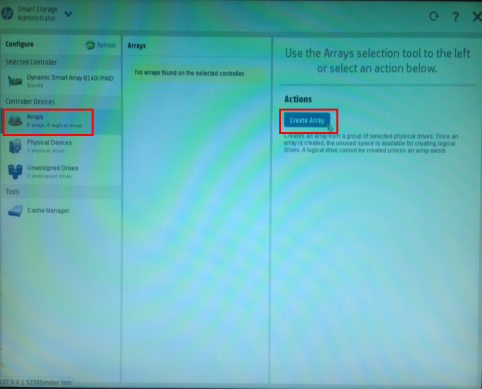 hp
Smart Storage
Administrator
?
Configure
Refresh
Selected Controller
Dynamic Smart Array B140i RAID
Controller Devices
Arrays
0 arrays, 0 logical drives
Physical Devices
2 physical drives
Unassigned Drives
2 unassigned drives
Tools
Cache Manager
Arrays
No arrays found on the selected controller.
Use the Arrays selection tool to the left
or select an action below.
Actions
Create Array
Creates an array from a group of selected physical drives. Once an
array is created, the unused space is available for creating logical
drives. A logical drive cannot be created unless an array exists.